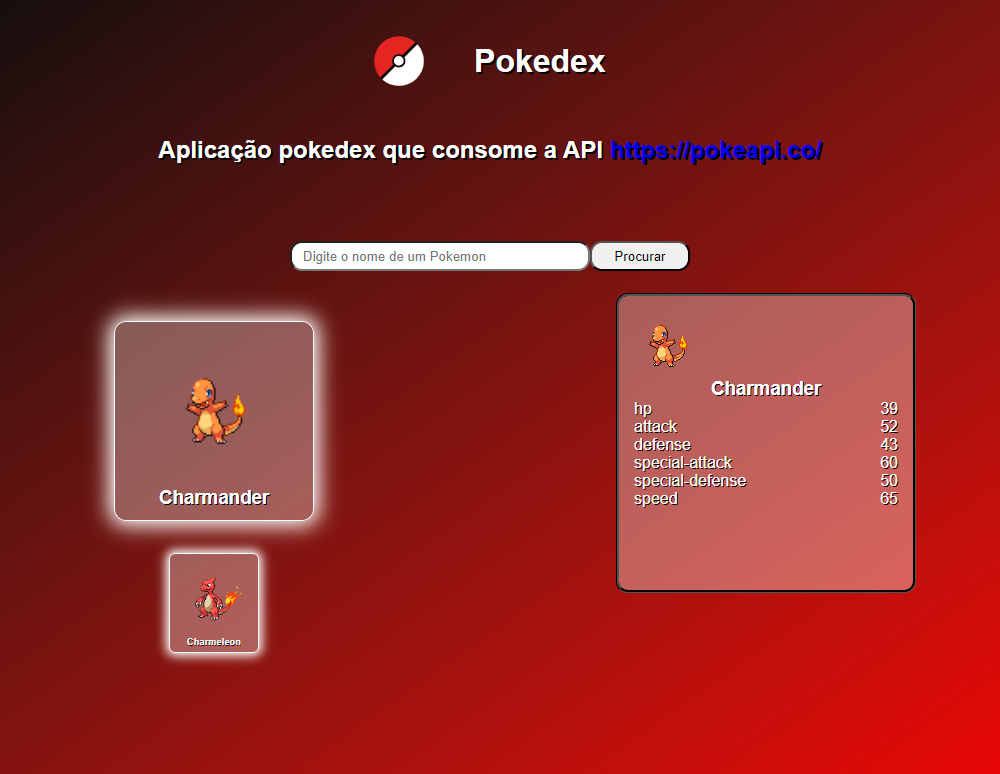 Pokedex
Aplicação pokedex que consome a API https://pokeapi.co/
Digite o nome de um Pokemon
Procurar
Charmander
Charmeleon
Charmander
hp 39
attack 52
defense 43
special-attack 60
special-defense 50
speed 65